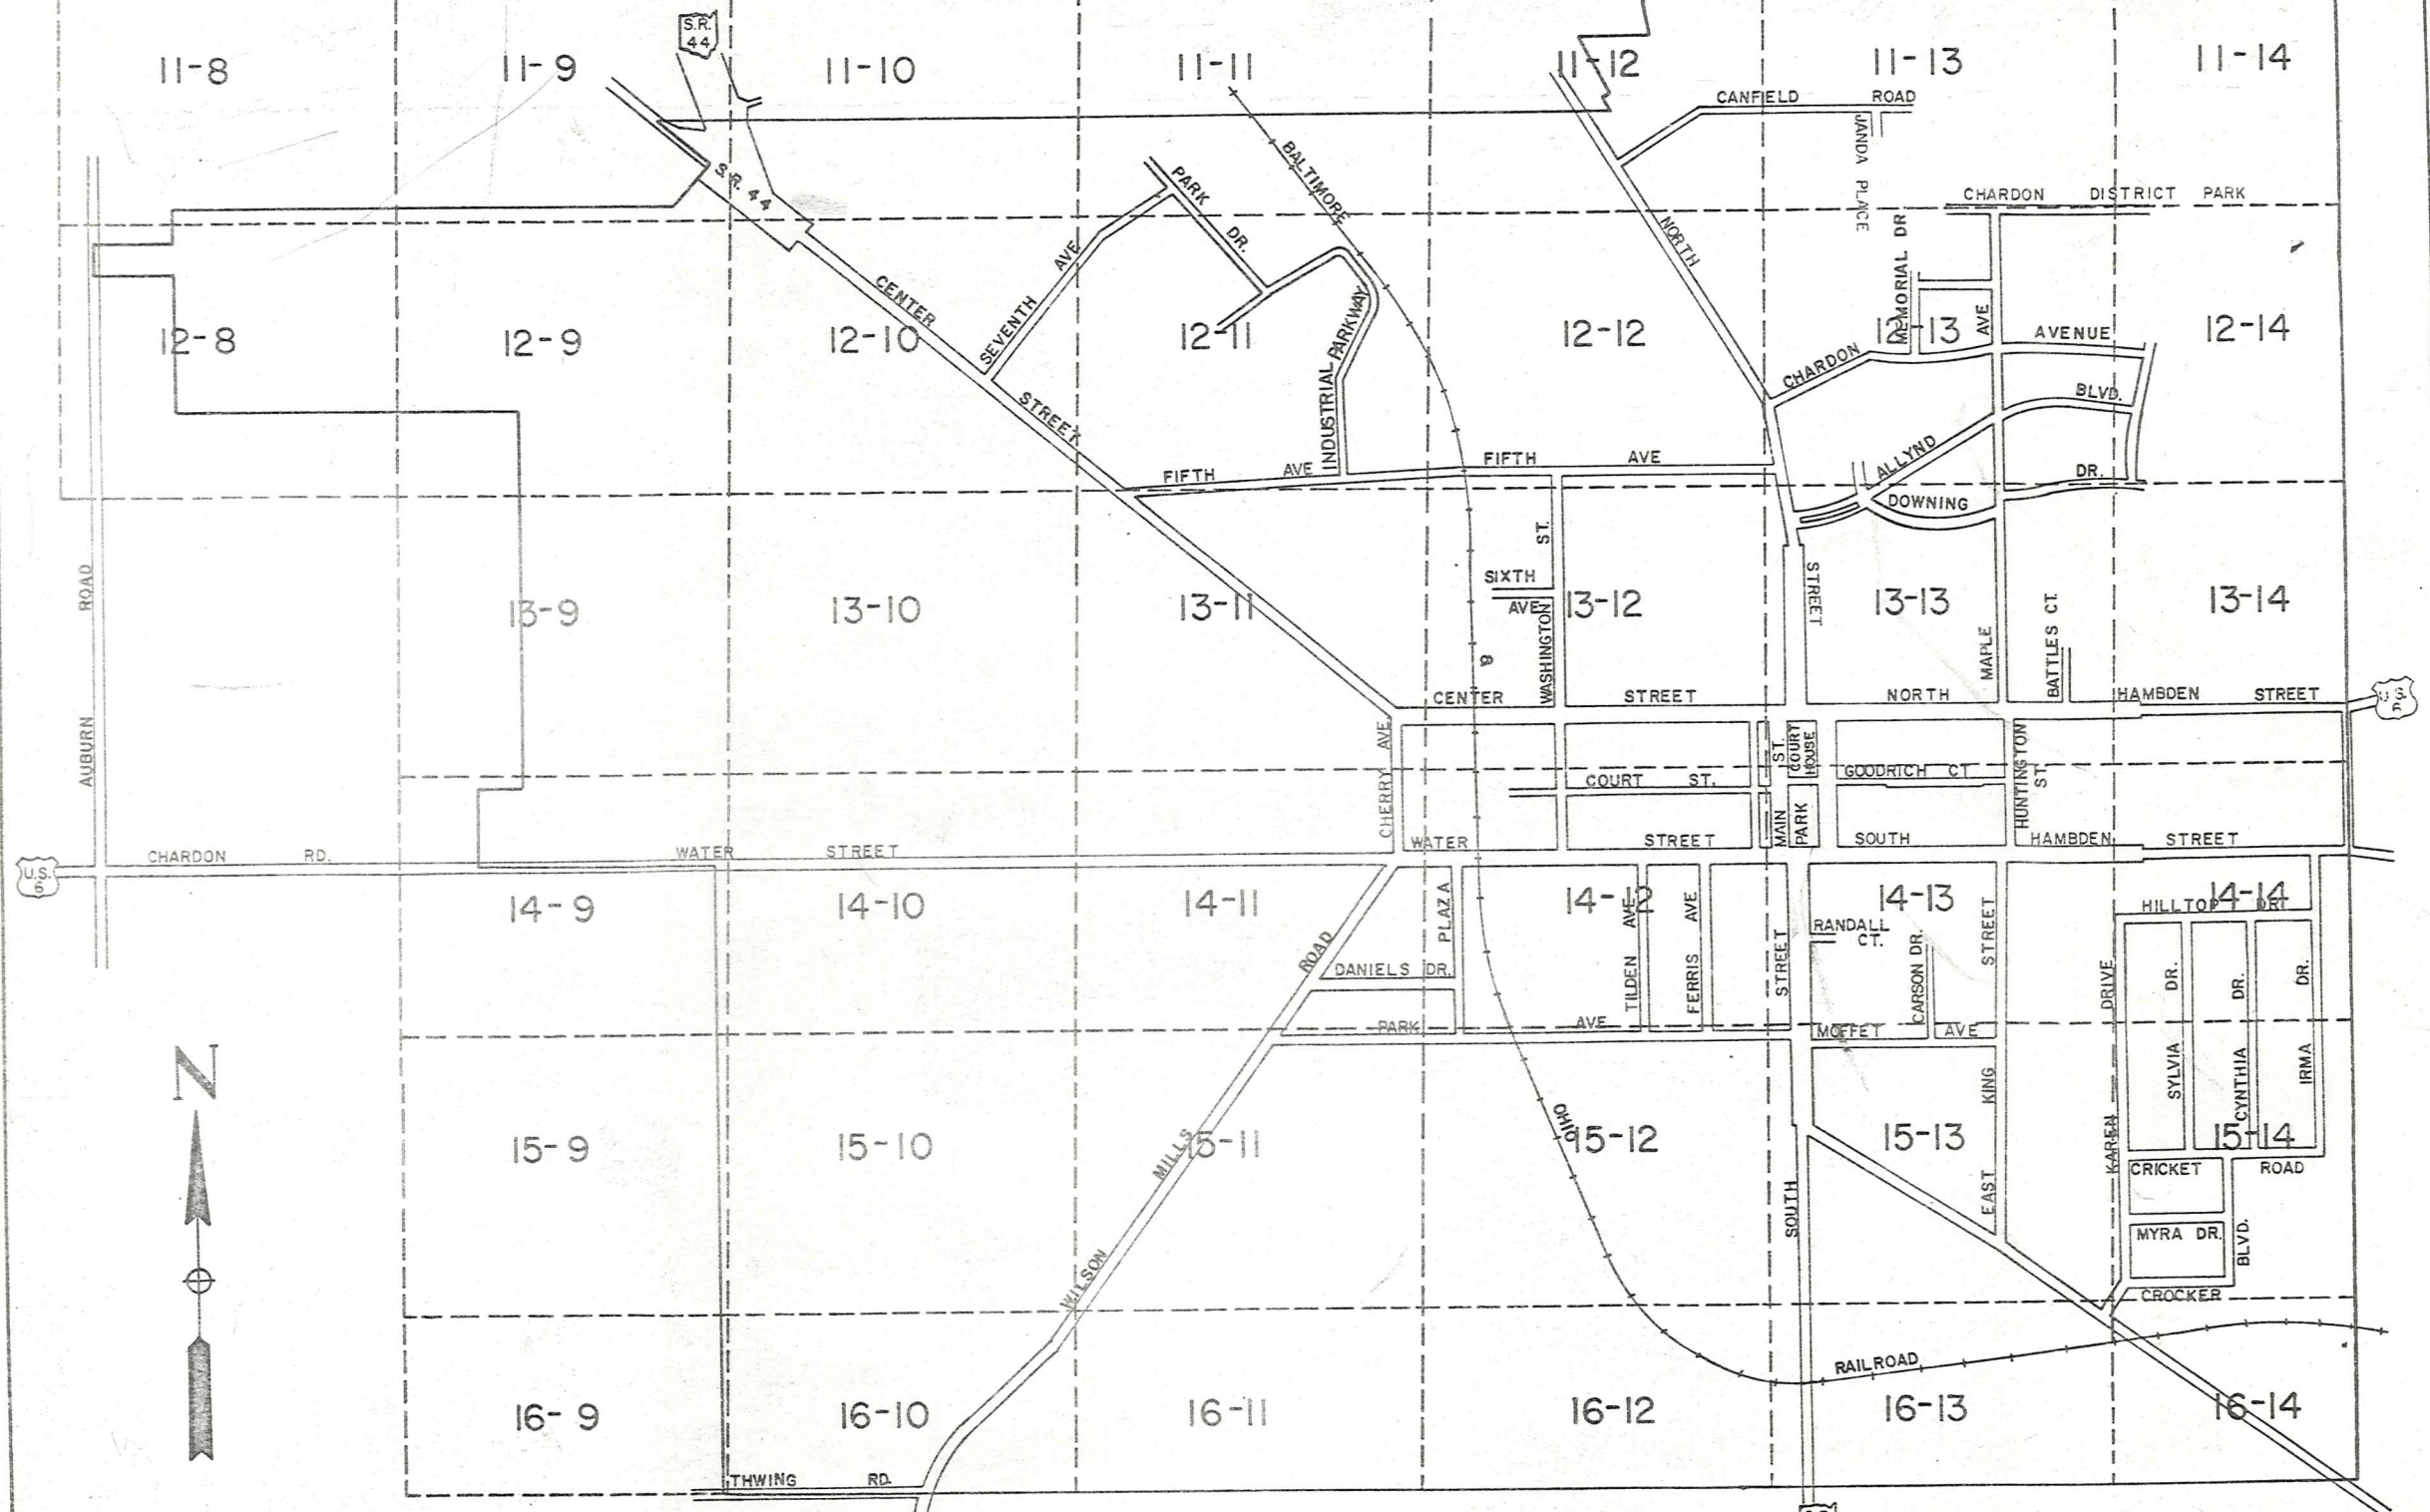 S.R.
44
11-8
11-9
11-10
11-11
11-12
11-13
11-14
CANFIELD ROAD
JANDA PLACE
BALTIMORE
PARK DR.
S.R. 44
CHARDON DISTRICT PARK
NORTH
MEMORIAL DR
SEVENTH AVE
CENTER
STREET
12-8
12-9
12-10
12-11
12-12
12-13
12-14
AVE
AVENUE
CHARDON
BLVD.
INDUSTRIAL PARKWAY
ALLYND
FIFTH AVE
FIFTH AVE
DR.
DOWNING
ST.
SIXTH
AVE
WASHINGTON
STREET
AUBURN ROAD
13-9
13-10
13-11
13-12
13-13
13-14
MAPLE
BATTLES CT.
&
CENTER STREET
NORTH
HAMBDEN STREET
U.S.
6
CHERRY AVE
ST.
COURT
HOUSE
HUNTINGTON
ST.
COURT ST.
GOODRICH CT
MAIN
PARK
CHARDON RD.
WATER STREET
WATER STREET
SOUTH
HAMBDEN STREET
U.S.
6
14-9
14-10
14-11
14-12
14-13
14-14
PLAZA
TILDEN AVE
FERRIS AVE
HILLTOP DR.
RANDALL
CT.
CARSON DR.
STREET
STREET
ROAD
DANIELS DR.
DRIVE
DR.
DR.
DR.
PARK AVE
MOFFET AVE
N
SYLVIA
CYNTHIA
IRMA
KING
OHIO
15-9
15-10
15-11
15-12
15-13
15-14
MILLS
KAREN
CRICKET ROAD
SOUTH
EAST
MYRA DR.
BLVD.
WILSON
CROCKER
RAILROAD
16-9
16-10
16-11
16-12
16-13
16-14
THWING RD.